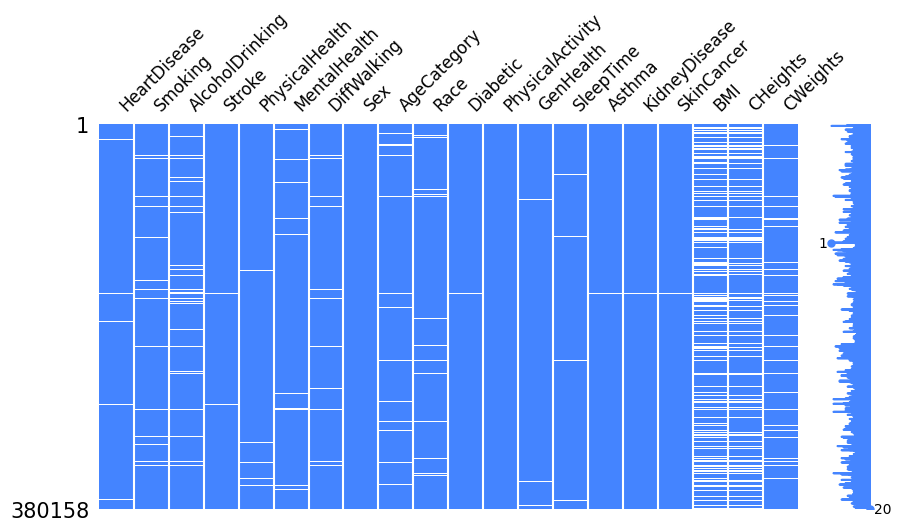 HeartDisease
Smoking
AlcoholDrinking
Stroke
PhysicalHealth
MentalHealth
DiffWalking
Sex
AgeCategory
Race
Diabetic
PhysicalActivity
GenHealth
SleepTime
Asthma
KidneyDisease
SkinCancer
BMI
CHeights
CWeights
1
1
380158
20